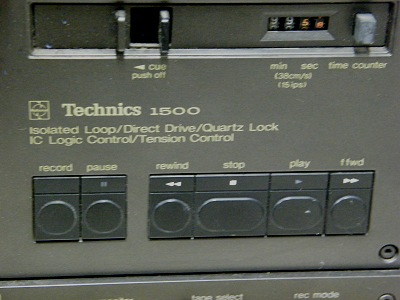 ◄ cue
push off
min sec time counter
(38cm/s)
(15ips)
Technics 1500
Isolated Loop/Direct Drive/Quartz Lock
IC Logic Control/Tension Control
record pause rewind stop play ffwd
tape select rec mode